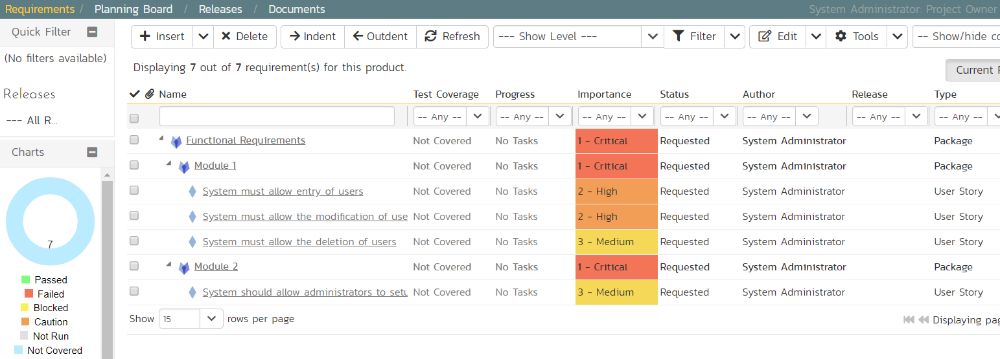 Requirements / Planning Board / Releases / Documents System Administrator: Project Owner
Quick Filter
(No filters available)
Releases
--- All R...
Charts
7
Passed
Failed
Blocked
Caution
Not Run
Not Covered
Insert Delete Indent Outdent Refresh --- Show Level --- Filter Edit Tools -- Show/hide co
Displaying 7 out of 7 requirement(s) for this product.
Current
Name Test Coverage Progress Importance Status Author Release Type
-- Any -- -- Any -- -- Any -- -- Any -- -- Any -- -- Any -- -- Any --
Functional Requirements Not Covered No Tasks 1 - Critical Requested System Administrator Package
Module 1 Not Covered No Tasks 1 - Critical Requested System Administrator Package
System must allow entry of users Not Covered No Tasks 2 - High Requested System Administrator User Story
System must allow the modification of use Not Covered No Tasks 2 - High Requested System Administrator User Story
System must allow the deletion of users Not Covered No Tasks 3 - Medium Requested System Administrator User Story
Module 2 Not Covered No Tasks 1 - Critical Requested System Administrator Package
System should allow administrators to setu Not Covered No Tasks 3 - Medium Requested System Administrator User Story
Show 15 rows per page Displaying pag